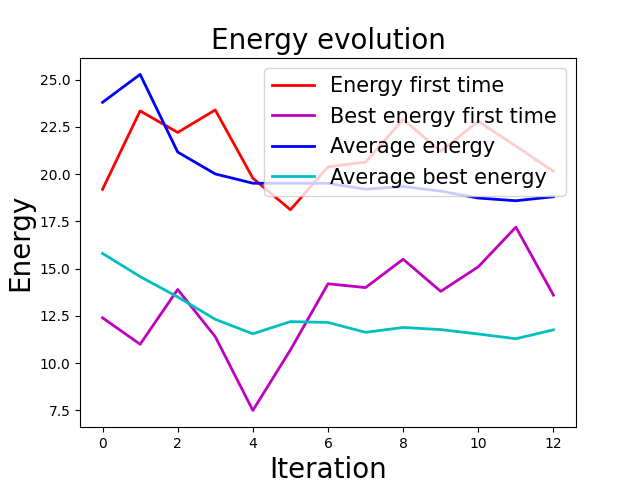 Energy evolution
Energy first time
Best energy first time
Average energy
Average best energy
Energy
25.0
22.5
20.0
17.5
15.0
12.5
10.0
7.5
0 2 4 6 8 10 12
Iteration